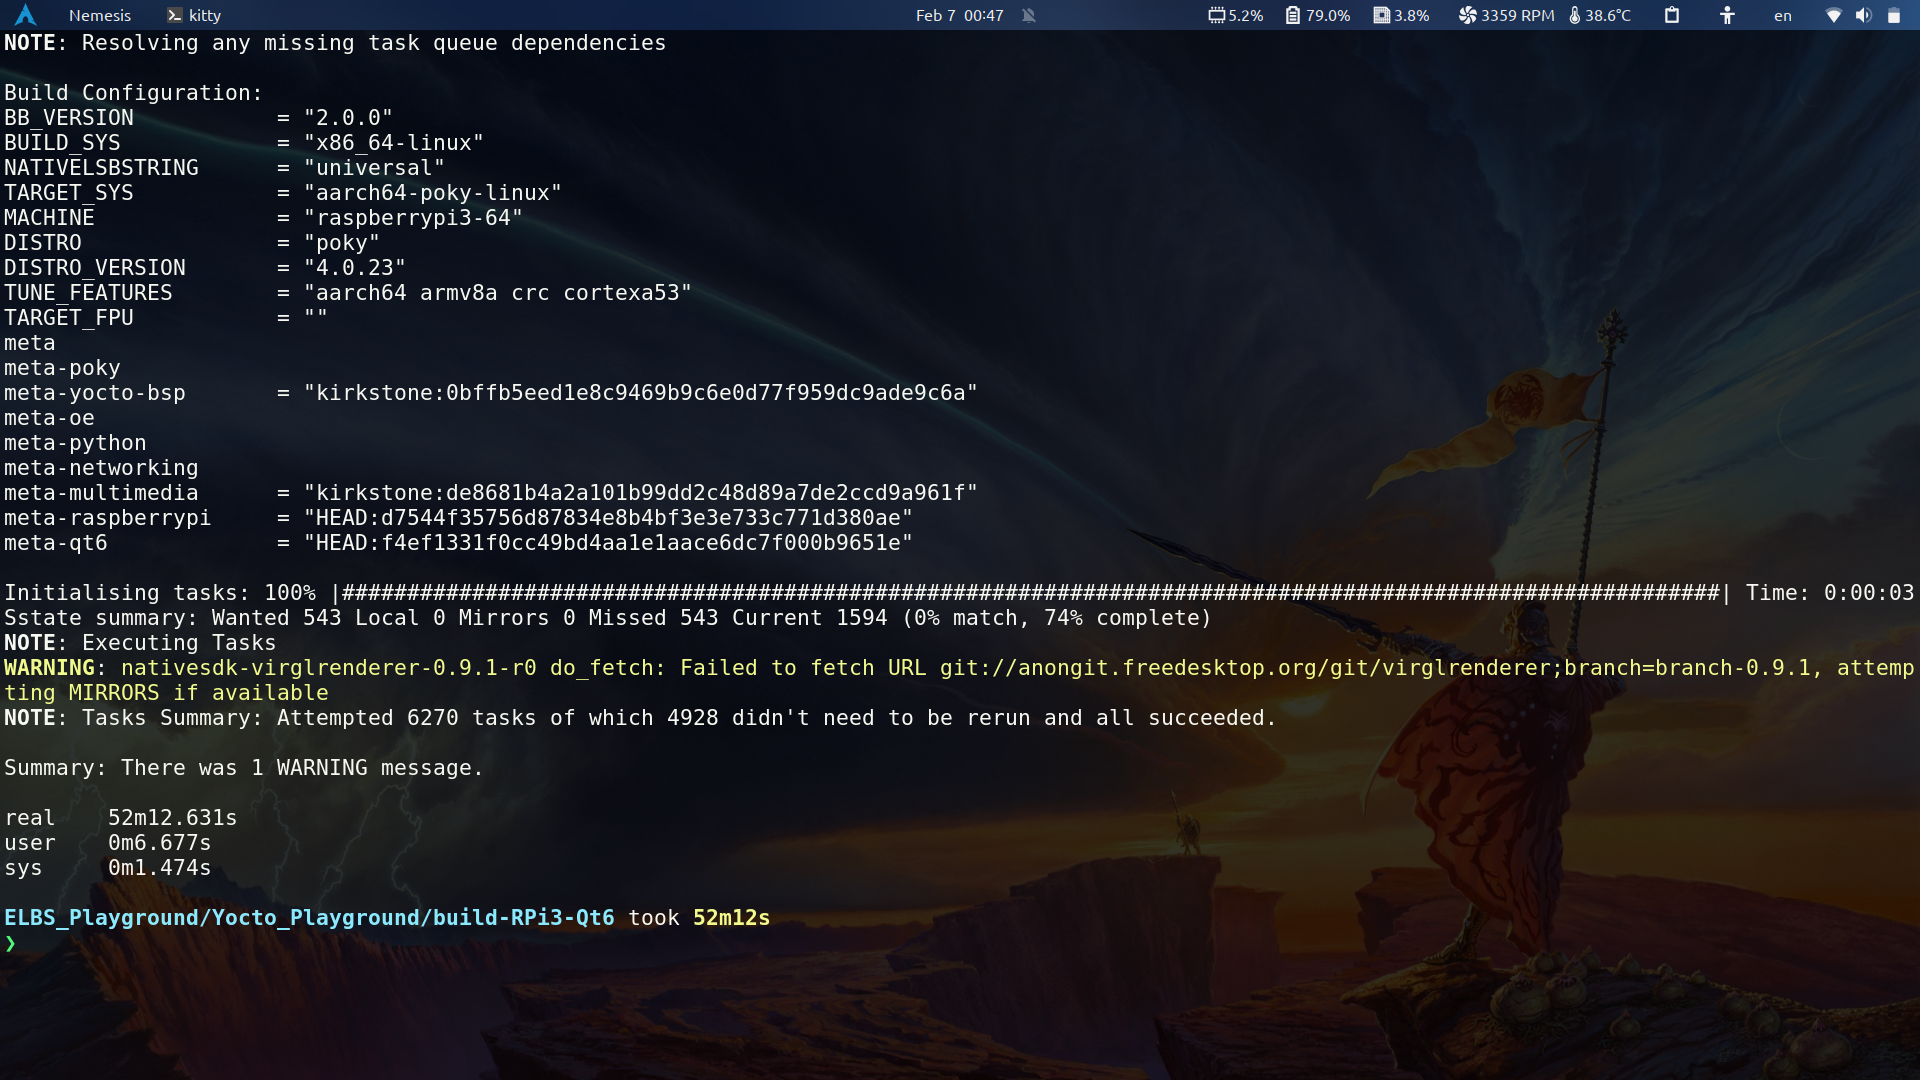 Nemesis kitty Feb 7 00:47 5.2% 79.0% 3.8% 3359 RPM 38.6°C en
NOTE: Resolving any missing task queue dependencies
Build Configuration:
BB_VERSION = "2.0.0"
BUILD_SYS = "x86_64-linux"
NATIVELSBSTRING = "universal"
TARGET_SYS = "aarch64-poky-linux"
MACHINE = "raspberrypi3-64"
DISTRO = "poky"
DISTRO_VERSION = "4.0.23"
TUNE_FEATURES = "aarch64 armv8a crc cortexa53"
TARGET_FPU = ""
meta
meta-poky
meta-yocto-bsp = "kirkstone:0bffb5eed1e8c9469b9c6e0d77f959dc9ade9c6a"
meta-oe
meta-python
meta-networking
meta-multimedia = "kirkstone:de8681b4a2a101b99dd2c48d89a7de2ccd9a961f"
meta-raspberrypi = "HEAD:d7544f35756d87834e8b4bf3e3e733c771d380ae"
meta-qt6 = "HEAD:f4ef1331f0cc49bd4aa1e1aace6dc7f000b9651e"
Initialising tasks: 100% |##########################################################################################################| Time: 0:00:03
Sstate summary: Wanted 543 Local 0 Mirrors 0 Missed 543 Current 1594 (0% match, 74% complete)
NOTE: Executing Tasks
WARNING: nativesdk-virglrenderer-0.9.1-r0 do_fetch: Failed to fetch URL git://anongit.freedesktop.org/git/virglrenderer;branch=branch-0.9.1, attemp
ting MIRRORS if available
NOTE: Tasks Summary: Attempted 6270 tasks of which 4928 didn't need to be rerun and all succeeded.
Summary: There was 1 WARNING message.
real 52m12.631s
user 0m6.677s
sys 0m1.474s
ELBS_Playground/Yocto_Playground/build-RPi3-Qt6 took 52m12s
❯